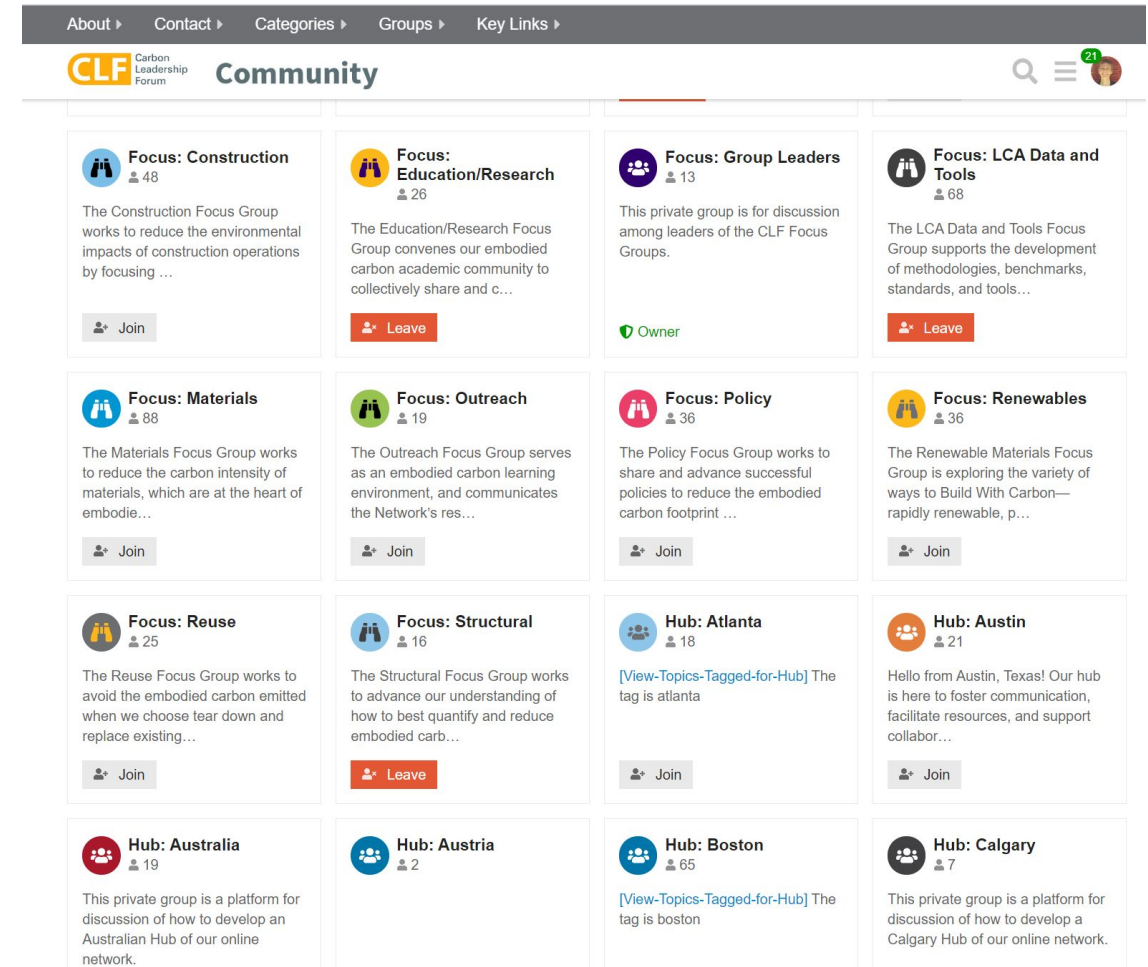 About
Contact
Categories
Groups
Key Links
CLF
Carbon
Leadership
Forum
Community
21
Focus: Construction
48
The Construction Focus Group
works to reduce the environmental
impacts of construction operations
by focusing …
Join
Focus:
Education/Research
26
The Education/Research Focus
Group convenes our embodied
carbon academic community to
collectively share and c…
Leave
Focus: Group Leaders
13
This private group is for discussion
among leaders of the CLF Focus
Groups.
Owner
Focus: LCA Data and
Tools
68
The LCA Data and Tools Focus
Group supports the development
of methodologies, benchmarks,
standards, and tools…
Leave
Focus: Materials
88
The Materials Focus Group works
to reduce the carbon intensity of
materials, which are at the heart of
embodie…
Join
Focus: Outreach
19
The Outreach Focus Group serves
as an embodied carbon learning
environment, and communicates
the Network's res…
Join
Focus: Policy
36
The Policy Focus Group works to
share and advance successful
policies to reduce the embodied
carbon footprint …
Join
Focus: Renewables
36
The Renewable Materials Focus
Group is exploring the variety of
ways to Build With Carbon—
rapidly renewable, p…
Join
Focus: Reuse
25
The Reuse Focus Group works to
avoid the embodied carbon emitted
when we choose tear down and
replace existing…
Join
Focus: Structural
16
The Structural Focus Group works
to advance our understanding of
how to best quantify and reduce
embodied carb…
Leave
Hub: Atlanta
18
[View-Topics-Tagged-for-Hub] The
tag is atlanta
Join
Hub: Austin
21
Hello from Austin, Texas! Our hub
is here to foster communication,
facilitate resources, and support
collabor…
Join
Hub: Australia
19
This private group is a platform for
discussion of how to develop an
Australian Hub of our online
network.
Hub: Austria
2
Hub: Boston
65
[View-Topics-Tagged-for-Hub] The
tag is boston
Hub: Calgary
7
This private group is a platform for
discussion of how to develop a
Calgary Hub of our online network.